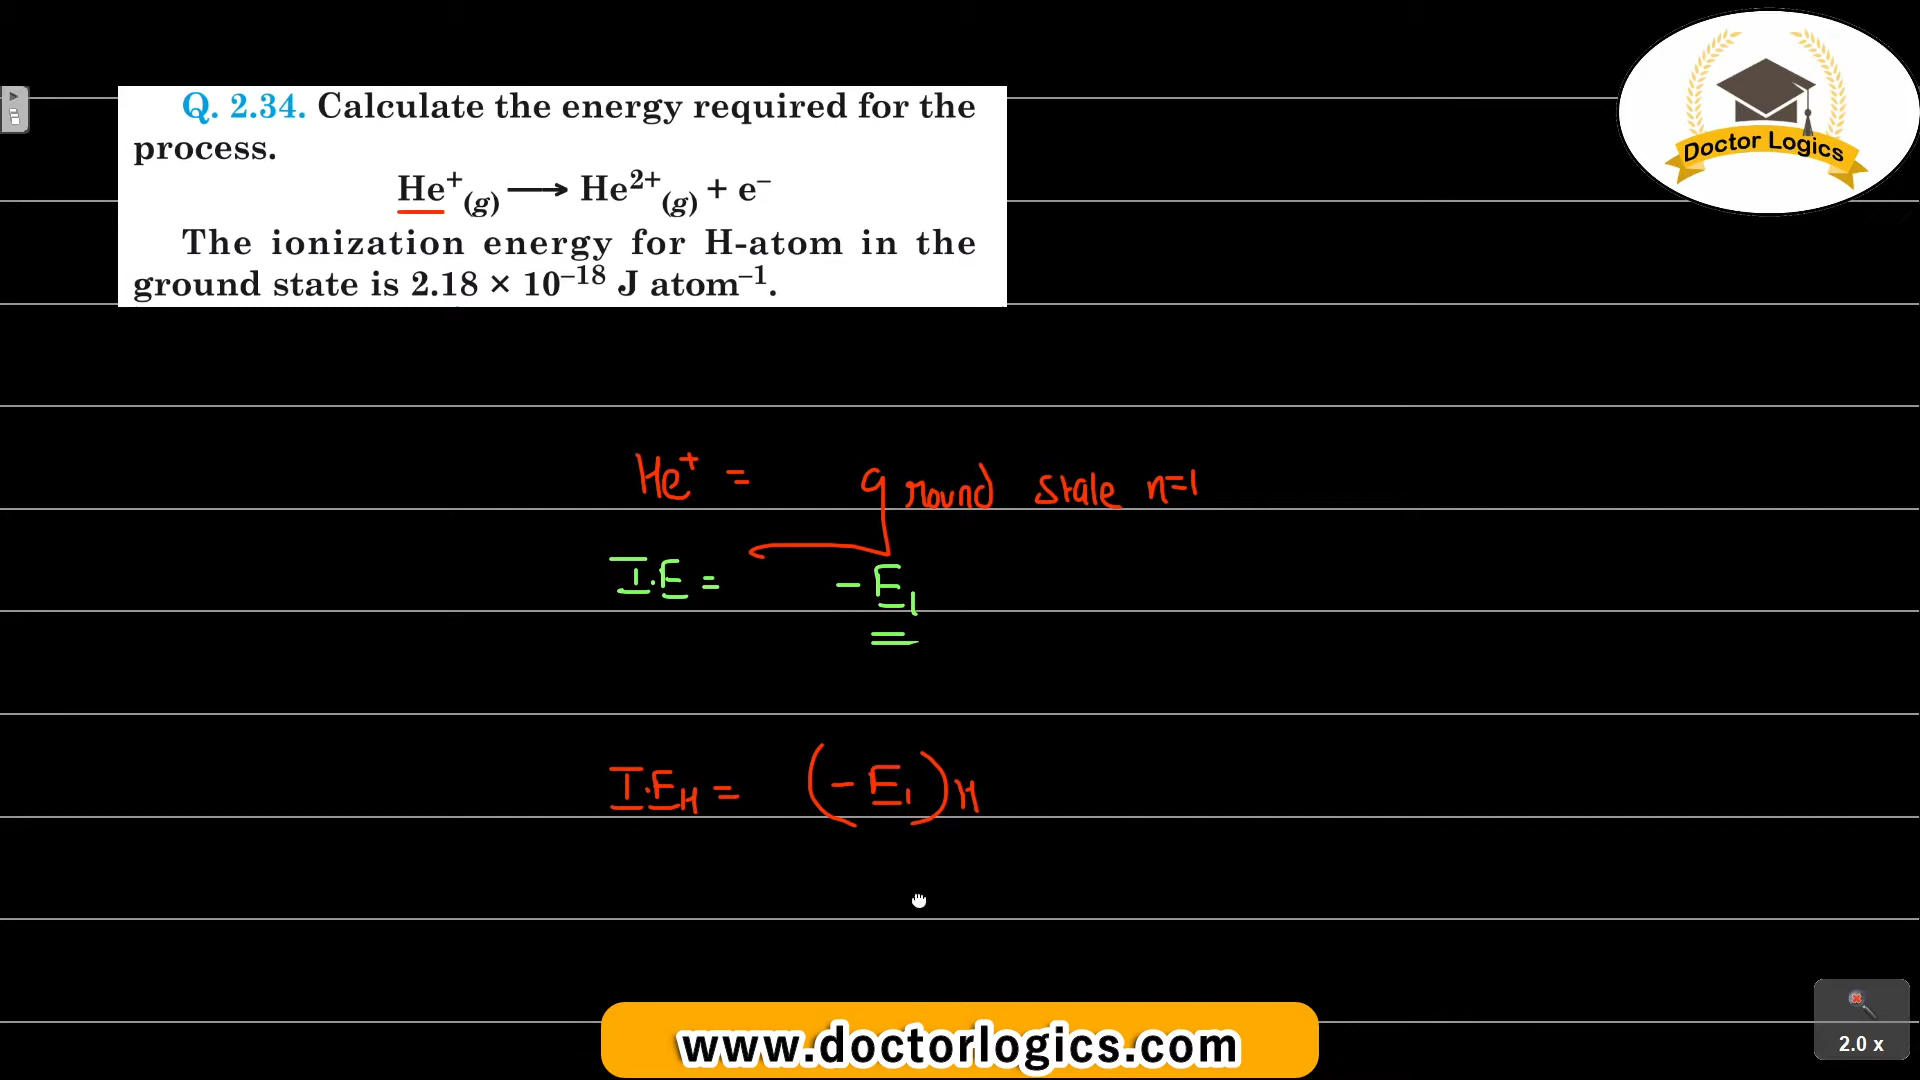 Q. 2.34. Calculate the energy required for the
process.
He⁺(g) ⟶ He²⁺(g) + e⁻
The ionization energy for H-atom in the
ground state is 2.18 × 10⁻¹⁸ J atom⁻¹.
Doctor Logics
He⁺ = ground state n=1
I.E = - E₁
I.E_H = (- E₁)_H
www.doctorlogics.com
2.0 x